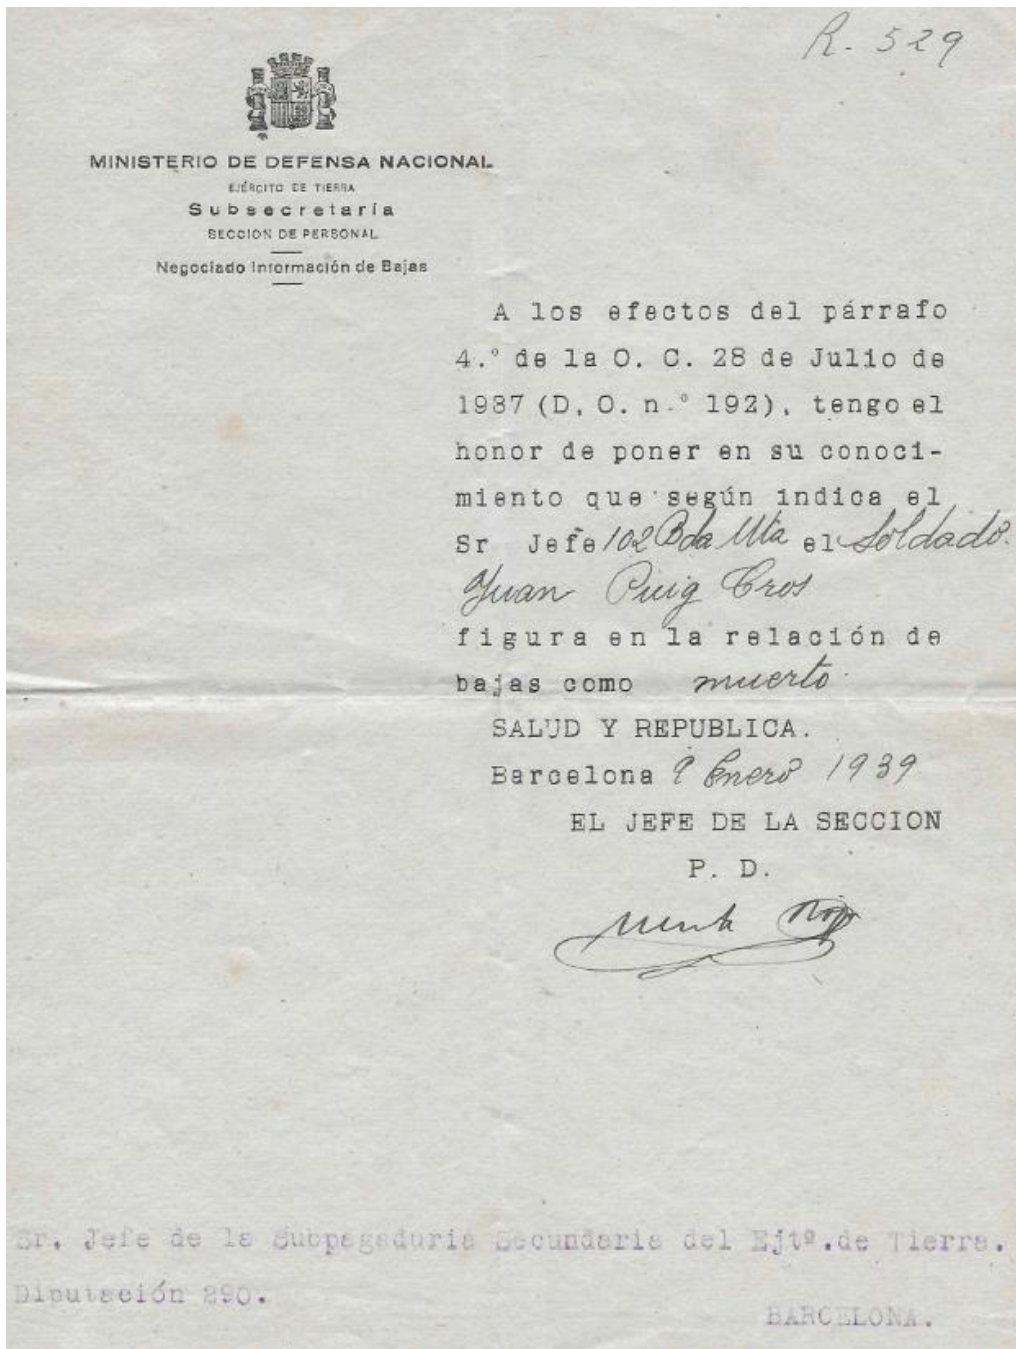 R. 529
MINISTERIO DE DEFENSA NACIONAL
EJÉRCITO DE TIERRA
Subsecretaría
SECCION DE PERSONAL
Negociado Información de Bajas
A los efectos del párrafo
4.° de la O. C. 28 de Julio de
1937 (D. O. n.° 192), tengo el
honor de poner en su conoci-
miento que según indica el
Sr Jefe 102 Bda Mta el Soldado.
Juan Puig Cros
figura en la relación de
bajas como muerto.
SALUD Y REPUBLICA.
Barcelona 9 Enero 1939
EL JEFE DE LA SECCION
P. D.
Sr. Jefe de la Subpagaduria Secundaria del Ejtº. de Tierra.
Diputación 290.
BARCELONA.